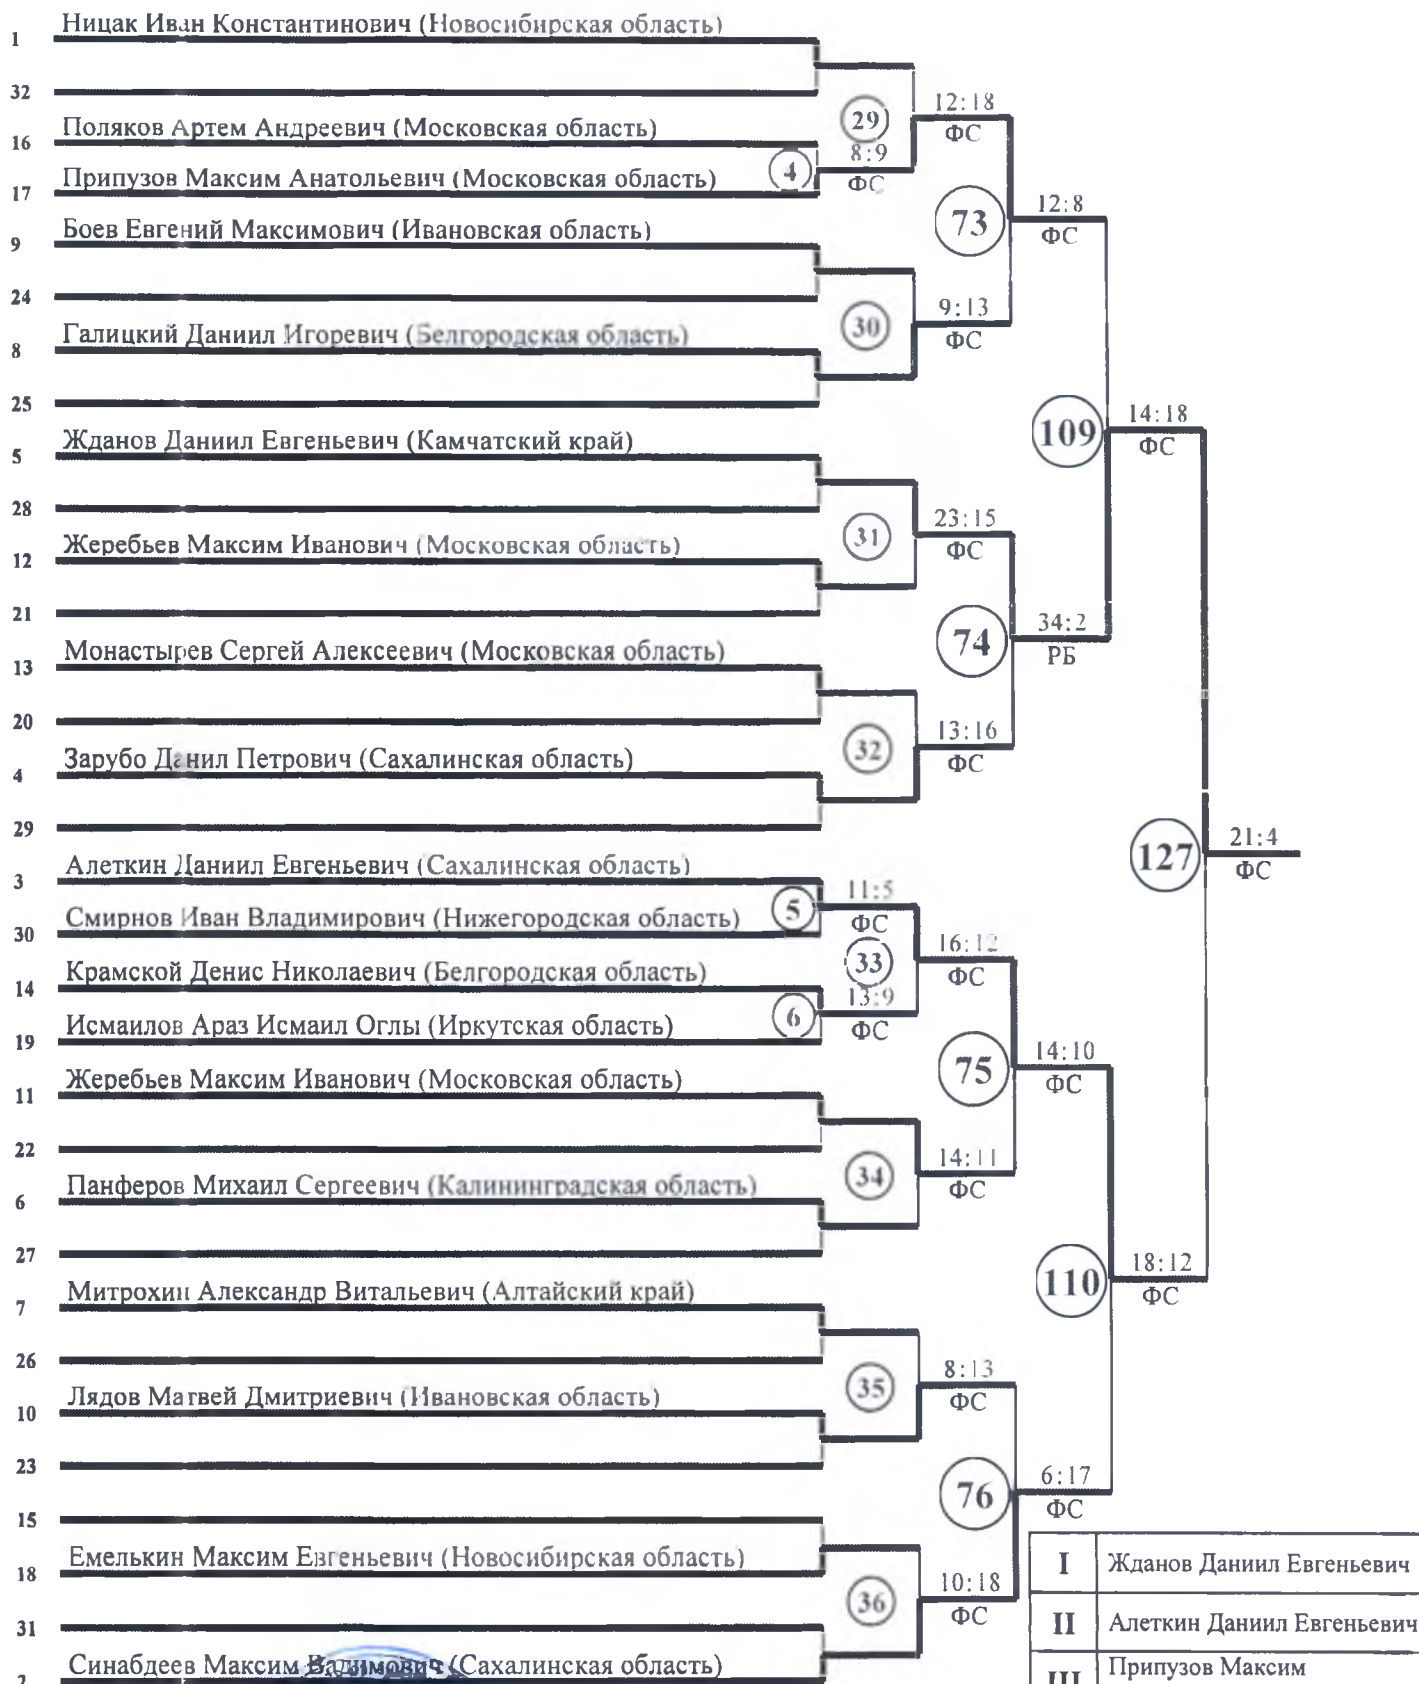 Ницак Иван Константинович (Новосибирская область)
1
32
Поляков Артем Андреевич (Московская область)
16
Припузов Максим Анатольевич (Московская область)
17
4
8:9
ФС
29
12:18
ФС
Боев Евгений Максимович (Ивановская область)
9
24
Галицкий Даниил Игоревич (Белгородская область)
8
25
30
9:13
ФС
73
12:8
ФС
Жданов Даниил Евгеньевич (Камчатский край)
5
28
Жеребьев Максим Иванович (Московская область)
12
21
31
23:15
ФС
Монастырев Сергей Алексеевич (Московская область)
13
20
Зарубо Данил Петрович (Сахалинская область)
4
29
32
13:16
ФС
74
34:2
РБ
109
14:18
ФС
Алеткин Даниил Евгеньевич (Сахалинская область)
3
Смирнов Иван Владимирович (Нижегородская область)
30
5
11:5
ФС
Крамской Денис Николаевич (Белгородская область)
14
Исмаилов Араз Исмаил Оглы (Иркутская область)
19
6
13:9
ФС
33
16:12
ФС
Жеребьев Максим Иванович (Московская область)
11
22
Панферов Михаил Сергеевич (Калининградская область)
6
27
34
14:11
ФС
75
14:10
ФС
127
21:4
ФС
Митрохин Александр Витальевич (Алтайский край)
7
26
Лядов Матвей Дмитриевич (Ивановская область)
10
23
35
8:13
ФС
15
Емелькин Максим Евгеньевич (Новосибирская область)
18
31
Синабдеев Максим Вадимович (Сахалинская область)
2
36
10:18
ФС
76
6:17
ФС
110
18:12
ФС
I Жданов Даниил Евгеньевич
II Алеткин Даниил Евгеньевич
III Припузов Максим